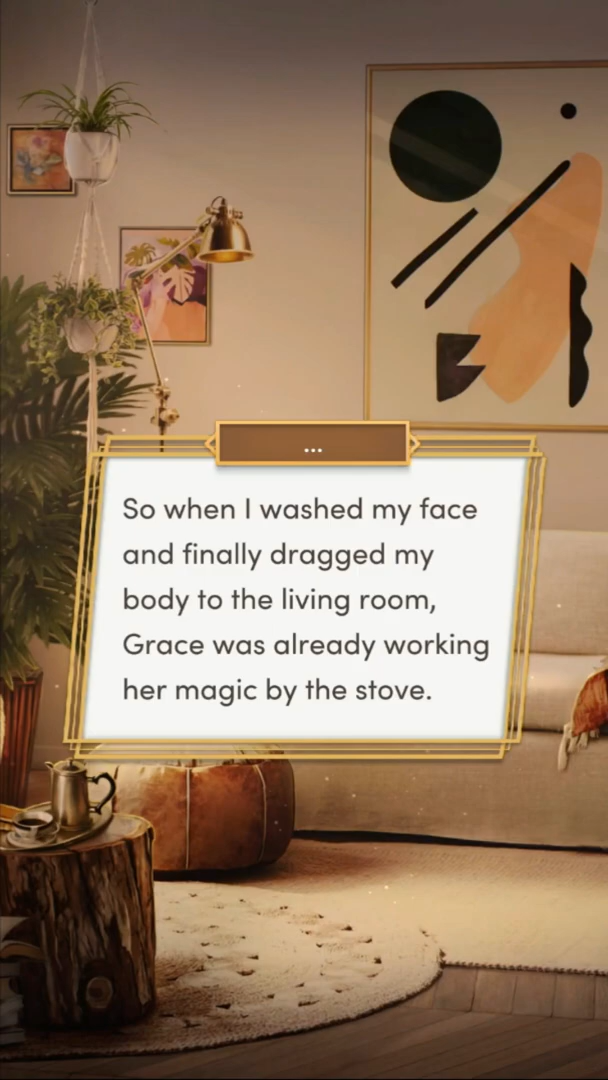 ...
So when I washed my face
and finally dragged my
body to the living room,
Grace was already working
her magic by the stove.